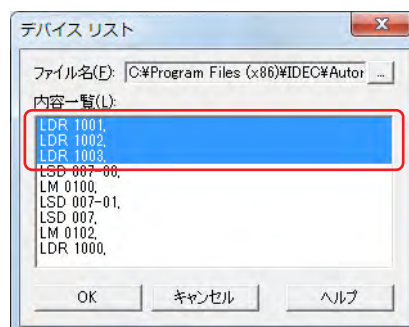 デバイス リスト
ファイル名(F): C:¥Program Files (x86)¥IDEC¥Autor ...
内容一覧(L):
LDR 1001,
LDR 1002,
LDR 1003,
LSD 007-00,
LM 0100,
LSD 007-01,
LSD 007,
LM 0102,
LDR 1000,
OK キャンセル ヘルプ